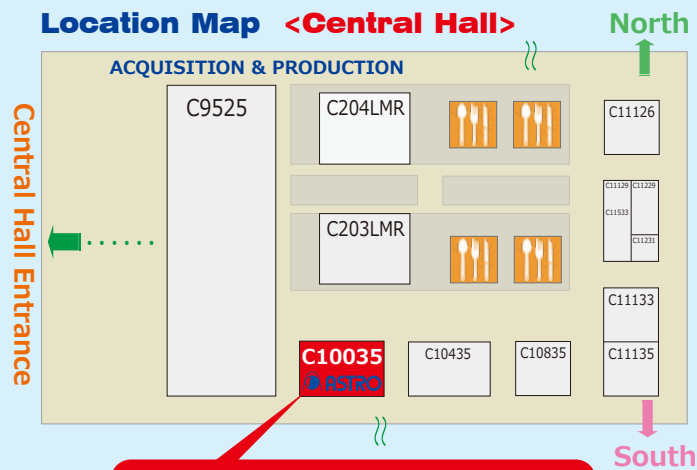 Location Map <Central Hall>
North
ACQUISITION & PRODUCTION
C9525
C204LMR
C11126
Central Hall Entrance
C11129
C11229
C11533
C11231
C203LMR
C11133
C10035
ASTRO
C10435
C10835
C11135
South